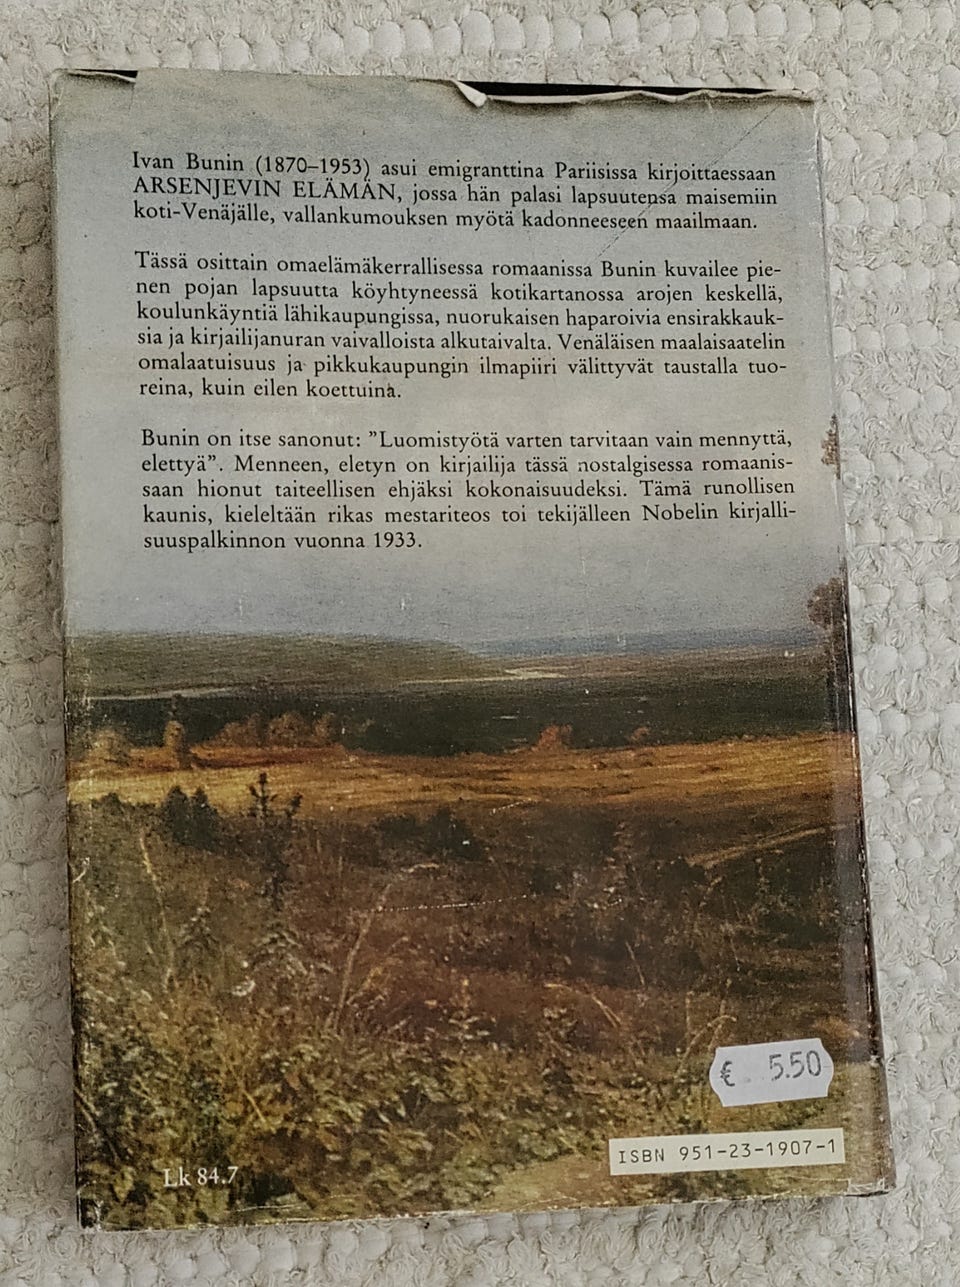 Ivan Bunin (1870–1953) asui emigranttina Pariisissa kirjoittaessaan
ARSENJEVIN ELÄMÄN, jossa hän palasi lapsuutensa maisemiin
koti-Venäjälle, vallankumouksen myötä kadonneeseen maailmaan.
Tässä osittain omaelämäkerrallisessa romaanissa Bunin kuvailee pie-
nen pojan lapsuutta köyhtyneessä kotikartanossa arojen keskellä,
koulunkäyntiä lähikaupungissa, nuorukaisen haparoivia ensirakkauk-
sia ja kirjailijanuran vaivalloista alkutaivalta. Venäläisen maalaisaatelin
omalaatuisuus ja pikkukaupungin ilmapiiri välittyvät taustalla tuo-
reina, kuin eilen koettuina.
Bunin on itse sanonut: ”Luomistyötä varten tarvitaan vain mennyttä,
elettyä”. Menneen, eletyn on kirjailija tässä nostalgisessa romaanis-
saan hionut taiteellisen ehjäksi kokonaisuudeksi. Tämä runollisen
kaunis, kieleltään rikas mestariteos toi tekijälleen Nobelin kirjalli-
suuspalkinnon vuonna 1933.
€ 5.50
ISBN 951-23-1907-1
Lk 84.7